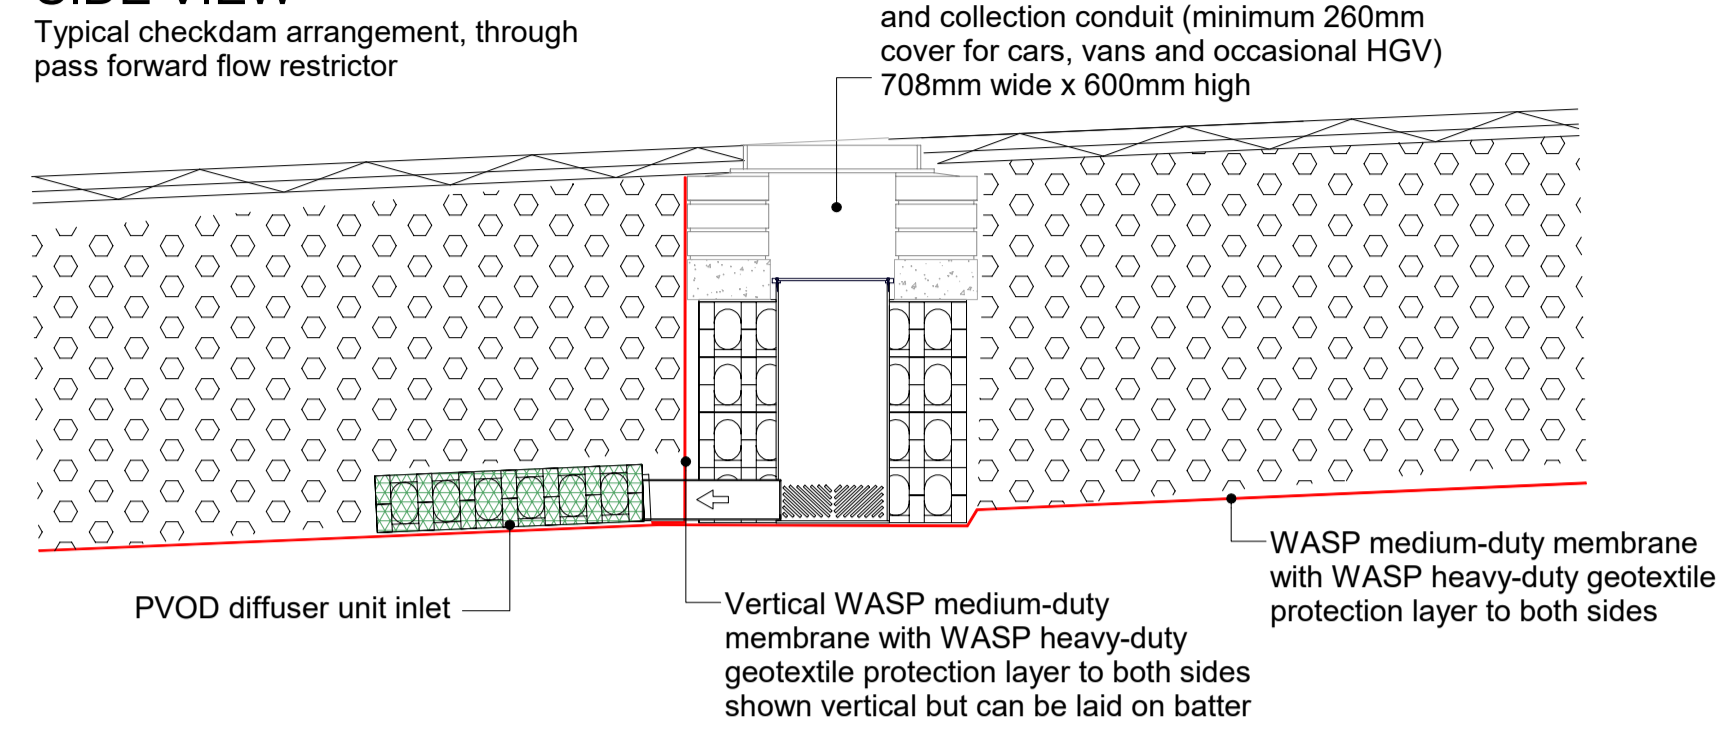 SIDE VIEW
Typical checkdam arrangement, through
pass forward flow restrictor
and collection conduit (minimum 260mm
cover for cars, vans and occasional HGV)
708mm wide x 600mm high
PVOD diffuser unit inlet
Vertical WASP medium-duty
membrane with WASP heavy-duty
geotextile protection layer to both sides
shown vertical but can be laid on batter
WASP medium-duty membrane
with WASP heavy-duty geotextile
protection layer to both sides